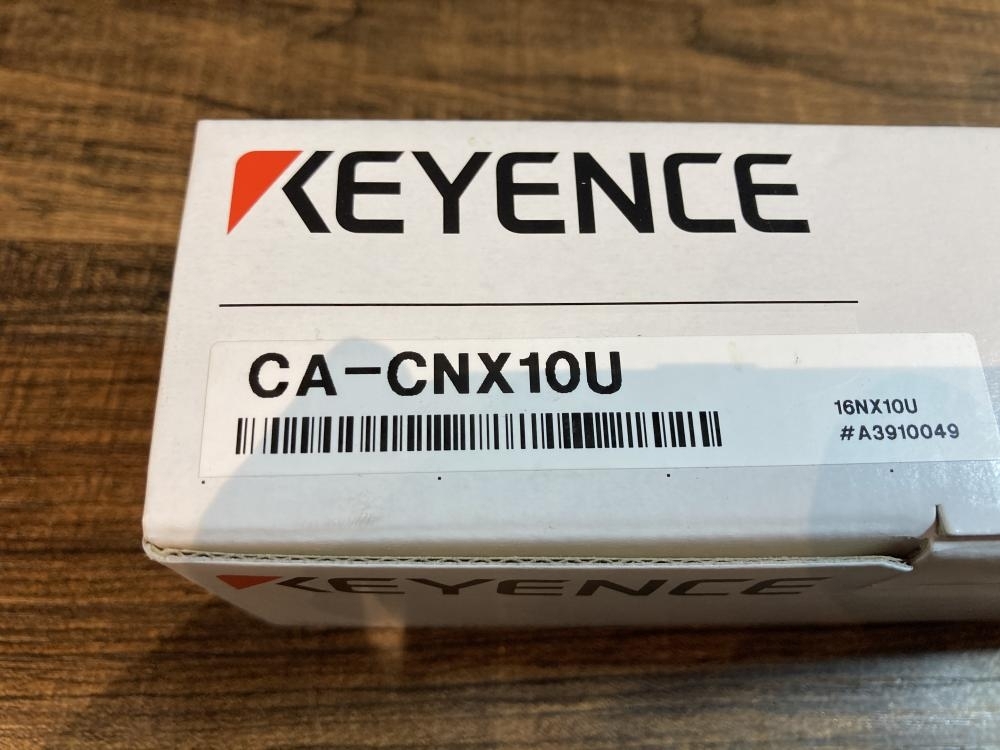 KEYENCE
CA-CNX10U
16NX10U
#A3910049
KEYENCE